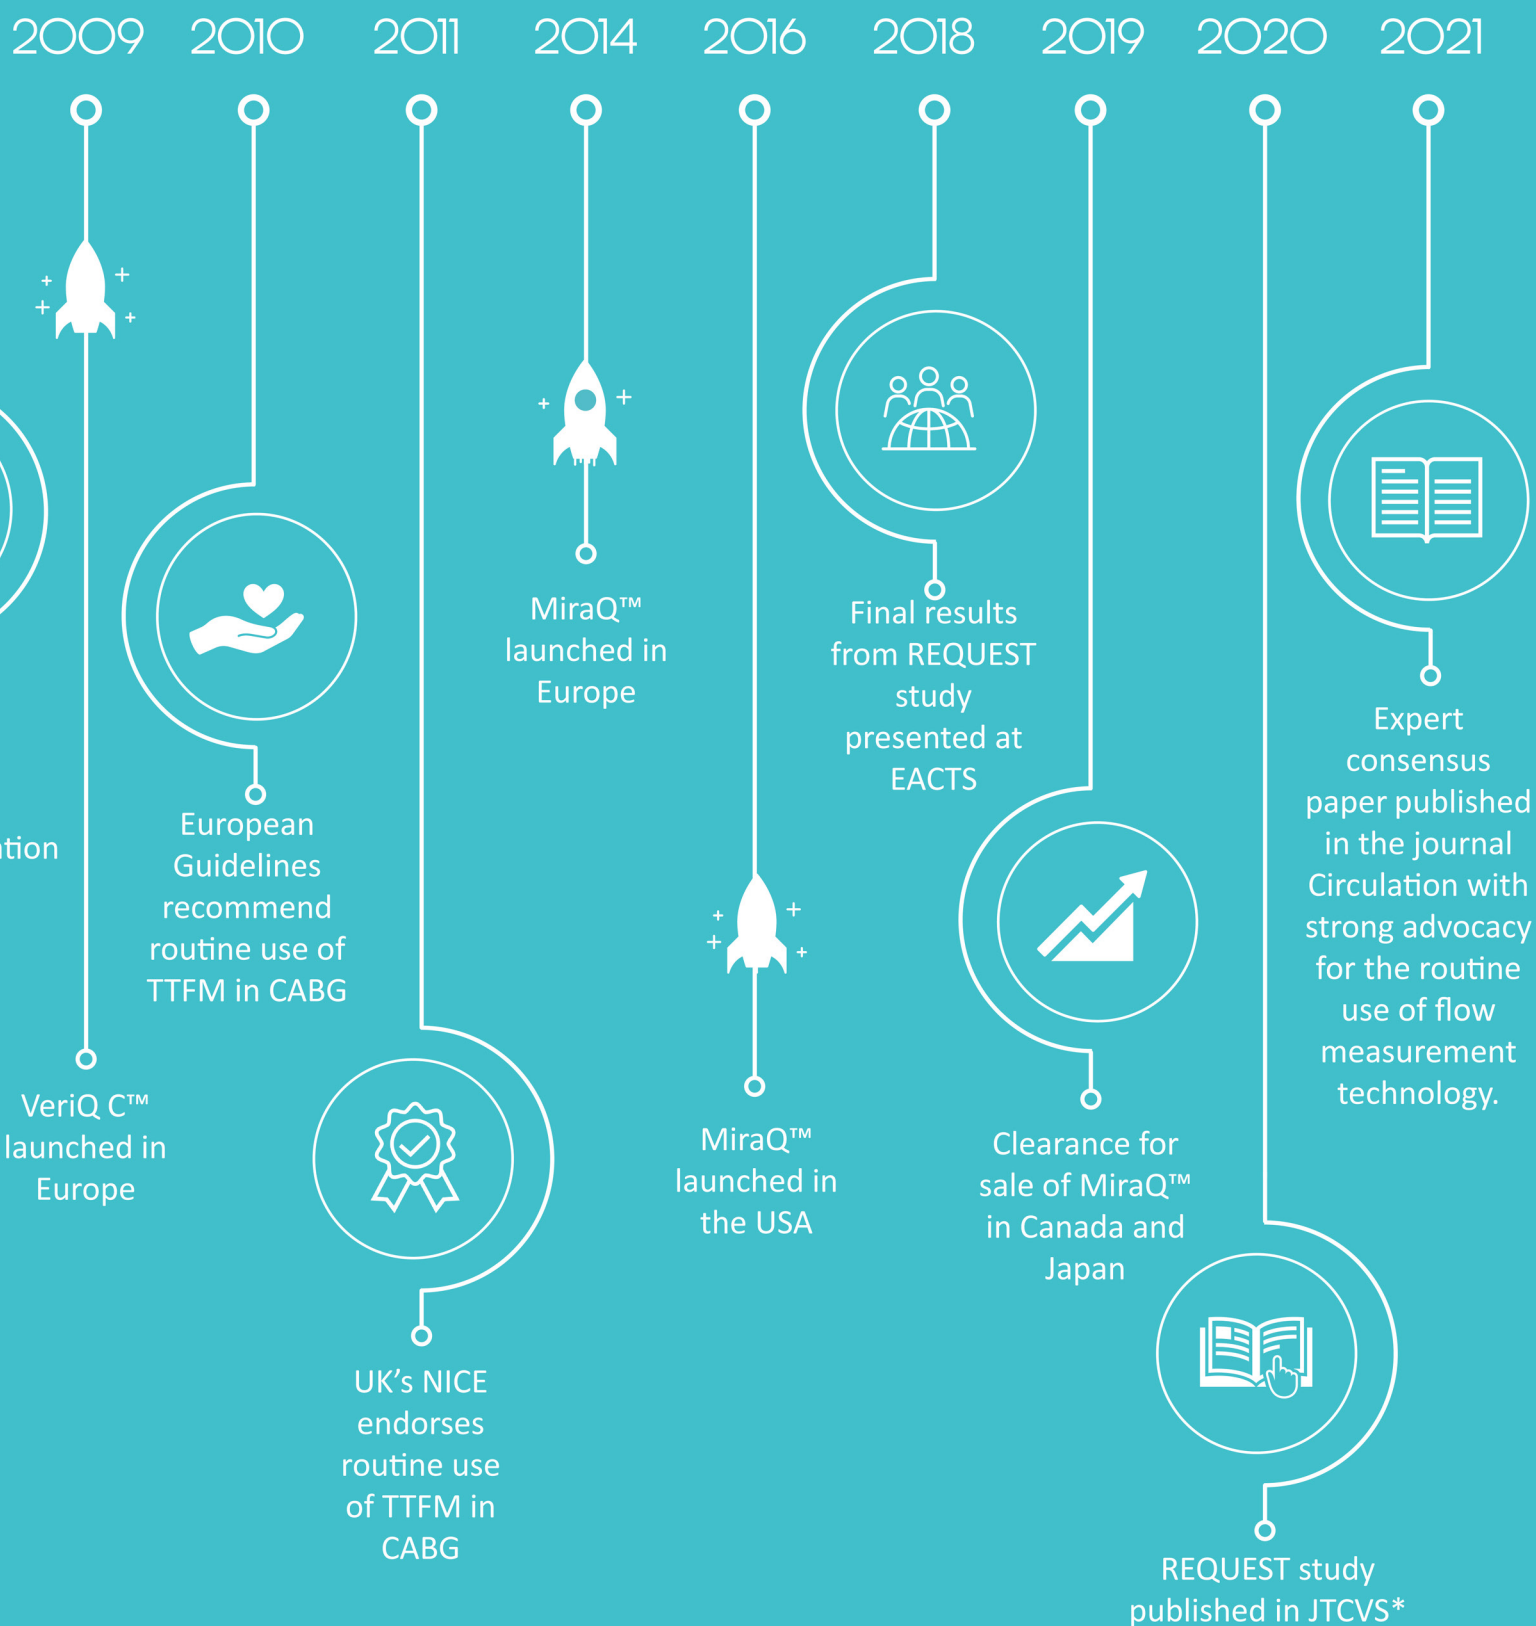 2009 2010 2011 2014 2016 2018 2019 2020 2021
VeriQ C™
launched in
Europe
European
Guidelines
recommend
routine use of
TTFM in CABG
UK’s NICE
endorses
routine use
of TTFM in
CABG
MiraQ™
launched in
Europe
MiraQ™
launched in
the USA
Final results
from REQUEST
study
presented at
EACTS
Clearance for
sale of MiraQ™
in Canada and
Japan
REQUEST study
published in JTCVS*
Expert
consensus
paper published
in the journal
Circulation with
strong advocacy
for the routine
use of flow
measurement
technology.